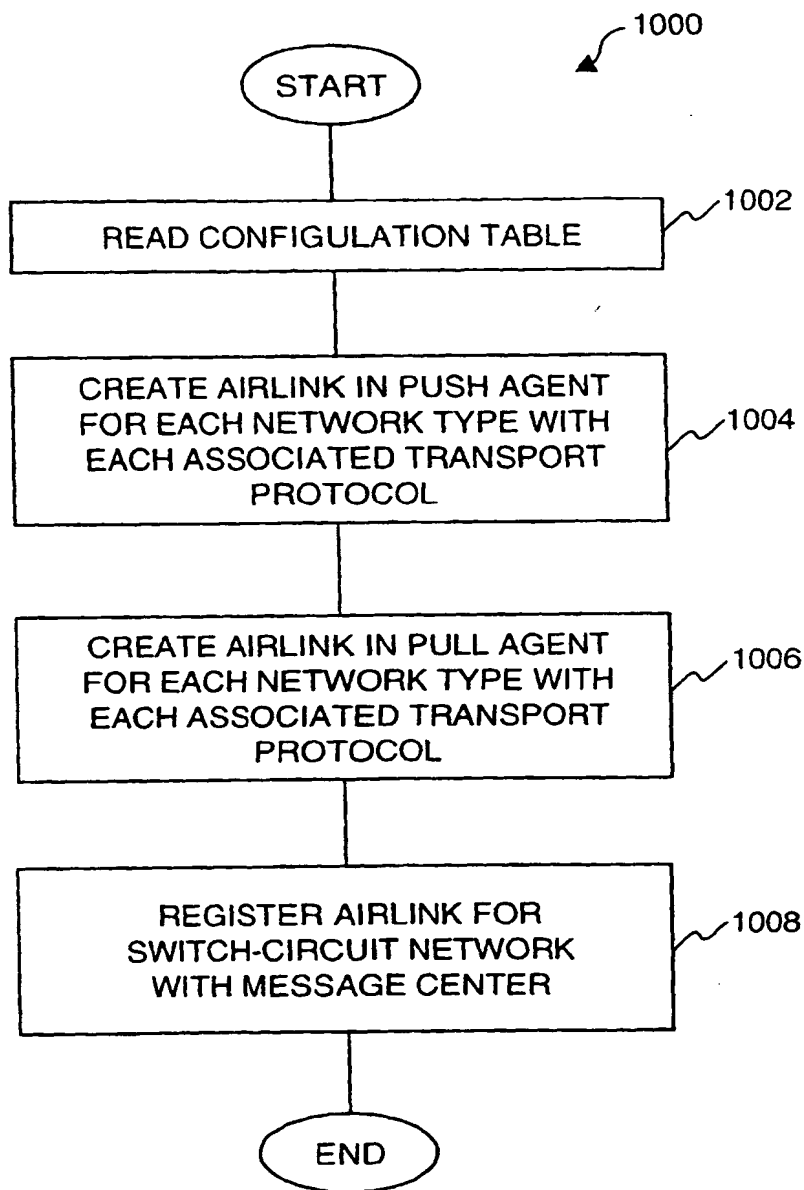 1000
START
1002
READ CONFIGULATION TABLE
CREATE AIRLINK IN PUSH AGENT
FOR EACH NETWORK TYPE WITH
EACH ASSOCIATED TRANSPORT
PROTOCOL
1004
CREATE AIRLINK IN PULL AGENT
FOR EACH NETWORK TYPE WITH
EACH ASSOCIATED TRANSPORT
PROTOCOL
1006
REGISTER AIRLINK FOR
SWITCH-CIRCUIT NETWORK
WITH MESSAGE CENTER
1008
END